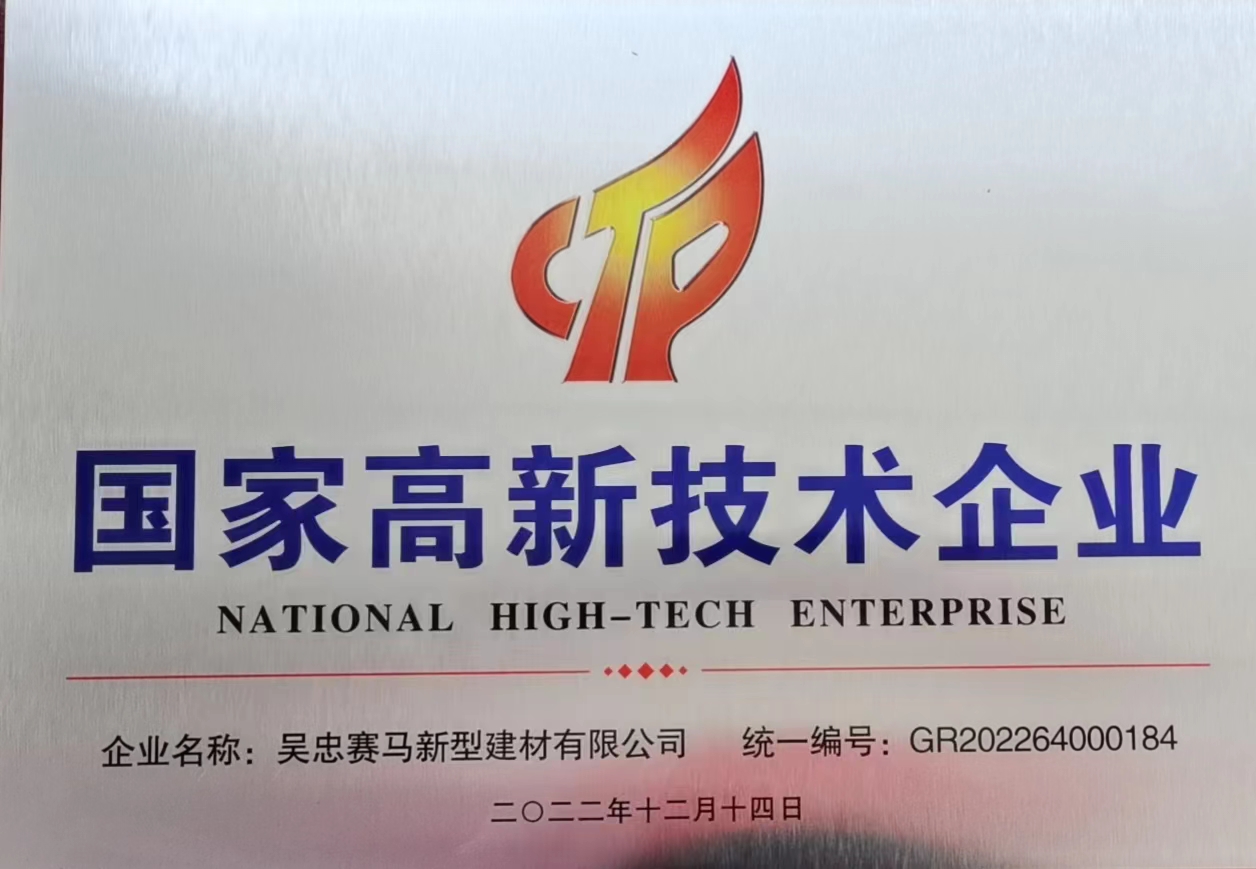 国家高新技术企业
NATIONAL HIGH-TECH ENTERPRISE
企业名称：吴忠赛马新型建材有限公司 统一编号：GR202264000184
二〇二二年十二月十四日